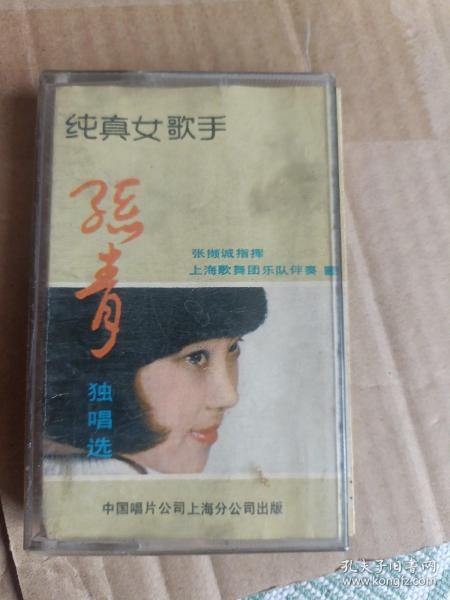 纯真女歌手
孫青
张倾诚指挥
上海歌舞团乐队伴奏
独唱选
中国唱片公司上海分公司出版
孔夫子旧书网
www.kongfz.com